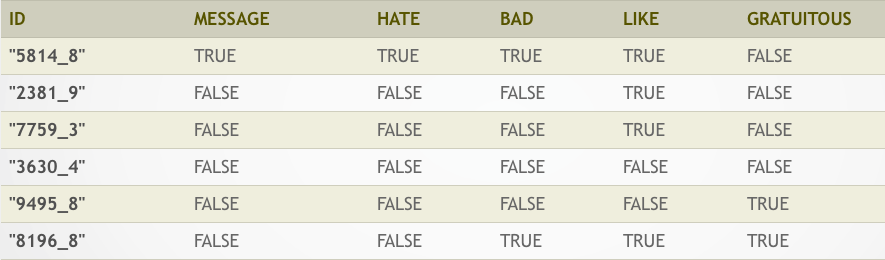 ID MESSAGE HATE BAD LIKE GRATUITOUS
"5814_8" TRUE TRUE TRUE TRUE FALSE
"2381_9" FALSE FALSE FALSE TRUE FALSE
"7759_3" FALSE FALSE FALSE TRUE FALSE
"3630_4" FALSE FALSE FALSE FALSE FALSE
"9495_8" FALSE FALSE FALSE FALSE TRUE
"8196_8" FALSE FALSE TRUE TRUE TRUE